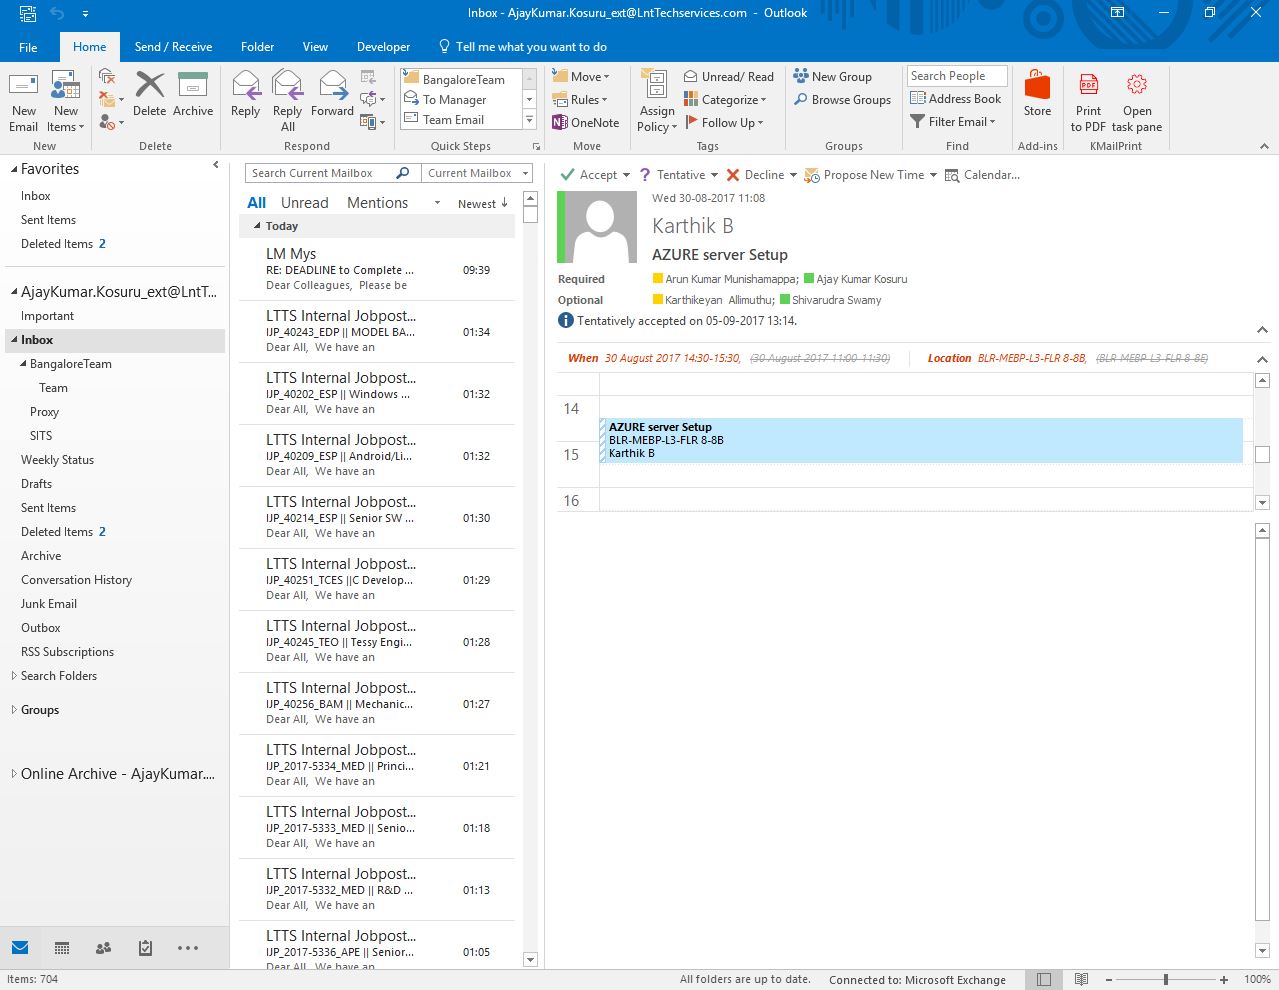 Inbox - AjayKumar.Kosuru_ext@LntTechservices.com - Outlook
File Home Send / Receive Folder View Developer Tell me what you want to do
New Email
New Items
Delete
Archive
Reply
Reply All
Forward
BangaloreTeam
To Manager
Team Email
Move
Rules
OneNote
Assign Policy
Unread/ Read
Categorize
Follow Up
New Group
Browse Groups
Search People
Address Book
Filter Email
Store
PDF
Print to PDF
Open task pane
New Delete Respond Quick Steps Move Tags Groups Find Add-ins KMailPrint
Favorites
Inbox
Sent Items
Deleted Items 2
AjayKumar.Kosuru_ext@LntT...
Important
Inbox
BangaloreTeam
Team
Proxy
SITS
Weekly Status
Drafts
Sent Items
Deleted Items 2
Archive
Conversation History
Junk Email
Outbox
RSS Subscriptions
Search Folders
Groups
Online Archive - AjayKumar....
Search Current Mailbox Current Mailbox
All Unread Mentions Newest
Today
LM Mys
RE: DEADLINE to Complete ... 09:39
Dear Colleagues, Please be
LTTS Internal Jobpost...
IJP_40243_EDP || MODEL BA... 01:34
Dear All, We have an
LTTS Internal Jobpost...
IJP_40202_ESP || Windows ... 01:32
Dear All, We have an
LTTS Internal Jobpost...
IJP_40209_ESP || Android/Li... 01:32
Dear All, We have an
LTTS Internal Jobpost...
IJP_40214_ESP || Senior SW ... 01:30
Dear All, We have an
LTTS Internal Jobpost...
IJP_40251_TCES ||C Develop... 01:29
Dear All, We have an
LTTS Internal Jobpost...
IJP_40245_TEO || Tessy Engi... 01:28
Dear All, We have an
LTTS Internal Jobpost...
IJP_40256_BAM || Mechanic... 01:27
Dear All, We have an
LTTS Internal Jobpost...
IJP_2017-5334_MED || Princi... 01:21
Dear All, We have an
LTTS Internal Jobpost...
IJP_2017-5333_MED || Senio... 01:18
Dear All, We have an
LTTS Internal Jobpost...
IJP_2017-5332_MED || R&D ... 01:13
Dear All, We have an
LTTS Internal Jobpost...
IJP_2017-5336_APE || Senior... 01:05
Dear All, We have an
Accept ? Tentative Decline Propose New Time Calendar...
Wed 30-08-2017 11:08
Karthik B
AZURE server Setup
Required Arun Kumar Munishamappa; Ajay Kumar Kosuru
Optional Karthikeyan Allimuthu; Shivarudra Swamy
Tentatively accepted on 05-09-2017 13:14.
When 30 August 2017 14:30-15:30, (30 August 2017 11:00-11:30) Location BLR-MEBP-L3-FLR 8-8B, (BLR-MEBP-L3-FLR 8-8E)
14
AZURE server Setup
BLR-MEBP-L3-FLR 8-8B
15
Karthik B
16
Items: 704 All folders are up to date. Connected to: Microsoft Exchange 100%